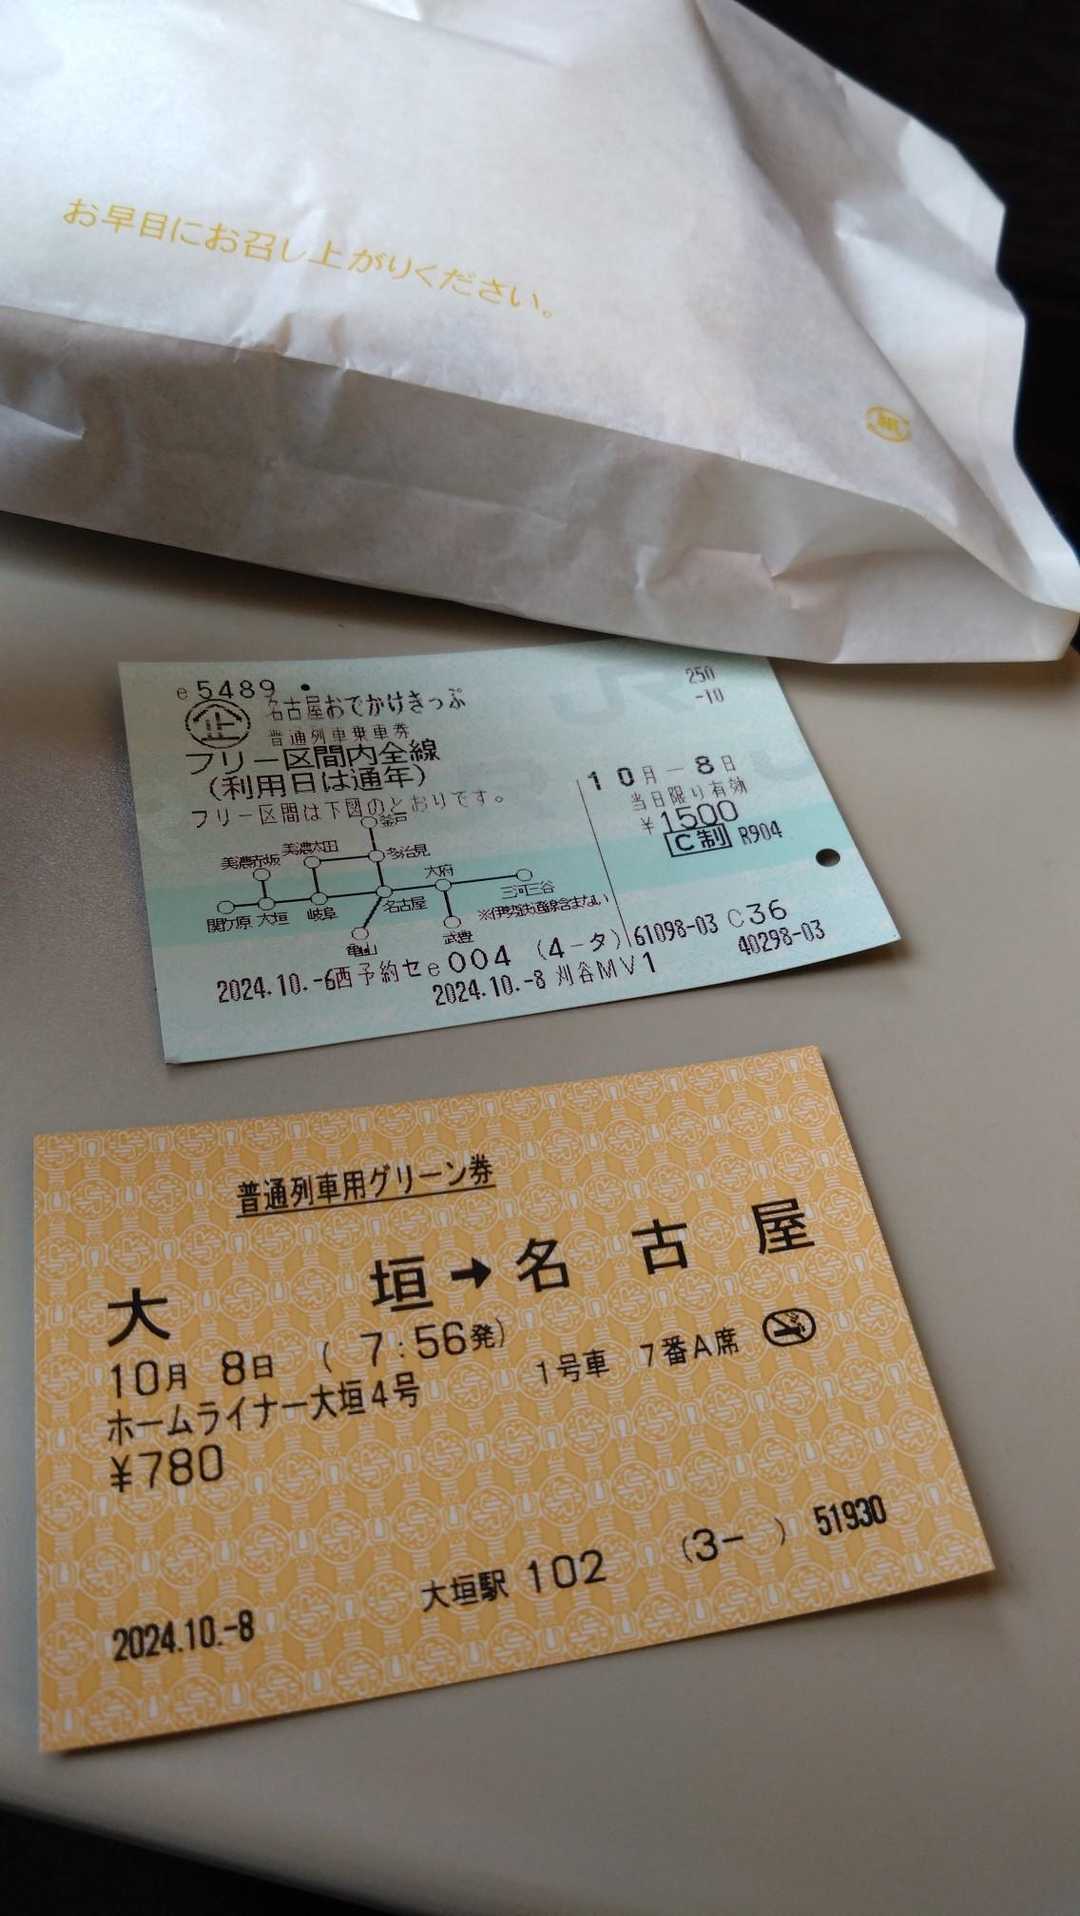 お早目にお召し上がりください。
紙
e5489
250
-10
企
名古屋おでかけきっぷ
普通列車乗車券
フリー区間内全線
(利用日は通年)
フリー区間は下図のとおりです。
釜戸
美濃赤坂 美濃太田 多治見
大府
関ケ原 大垣 岐阜 名古屋 三河三谷
※伊勢鉄道線含まない
亀山 武豊
10月-8日
当日限り有効
¥1500
C制 R904
2024.10.-6西予約セe004 (4-タ) 61098-03 C36
2024.10.-8 刈谷MV1 40298-03
普通列車用グリーン券
大垣➡名古屋
10月 8日 ( 7:56発) 1号車 7番A席
ホームライナー大垣4号
¥780
大垣駅 102 (3- ) 51930
2024.10.-8